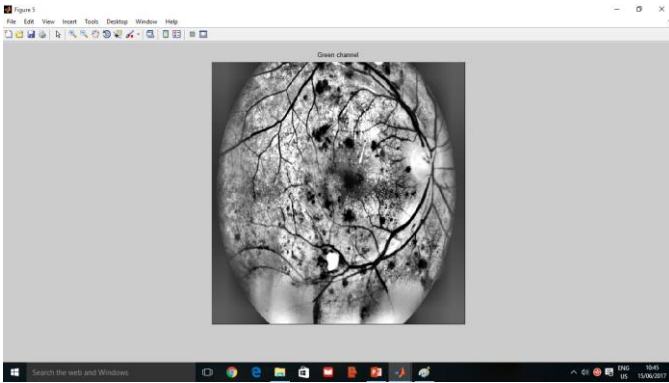 Figure 5
File Edit View Insert Tools Desktop Window Help
Green channel
Search the web and Windows
ENG 10:45
US 15/06/2017